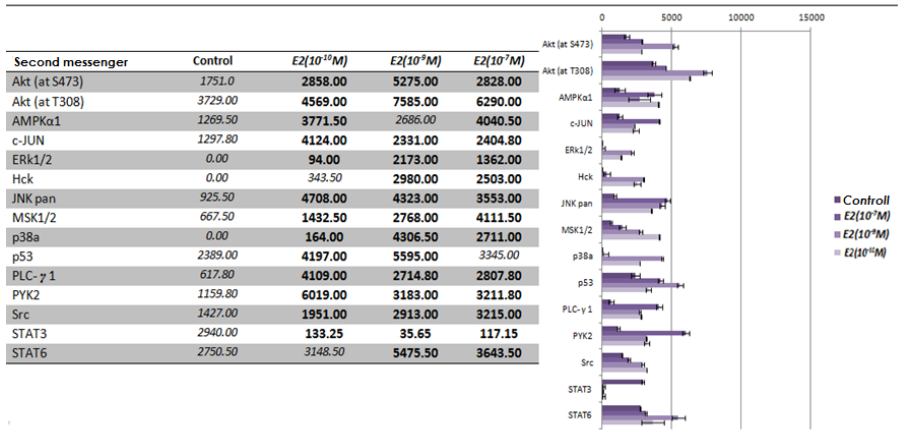 0 5000 10000 15000
Second messenger Control E2(10⁻¹⁰M) E2(10⁻⁹M) E2(10⁻⁷M)
Akt (at S473) 1751.0 2858.00 5275.00 2828.00
Akt (at T308) 3729.00 4569.00 7585.00 6290.00
AMPKα1 1269.50 3771.50 2686.00 4040.50
c-JUN 1297.80 4124.00 2331.00 2404.80
ERk1/2 0.00 94.00 2173.00 1362.00
Hck 0.00 343.50 2980.00 2503.00
JNK pan 925.50 4708.00 4323.00 3553.00
MSK1/2 667.50 1432.50 2768.00 4111.50
p38a 0.00 164.00 4306.50 2711.00
p53 2389.00 4197.00 5595.00 3345.00
PLC-γ1 617.80 4109.00 2714.80 2807.80
PYK2 1159.80 6019.00 3183.00 3211.80
Src 1427.00 1951.00 2913.00 3215.00
STAT3 2940.00 133.25 35.65 117.15
STAT6 2750.50 3148.50 5475.50 3643.50
Akt (at S473)
Akt (at T308)
AMPKα1
c-JUN
ERk1/2
Hck
JNK pan
MSK1/2
p38a
p53
PLC-γ1
PYK2
Src
STAT3
STAT6
Controll
E2(10⁻⁷M)
E2(10⁻⁹M)
E2(10⁻¹⁰M)